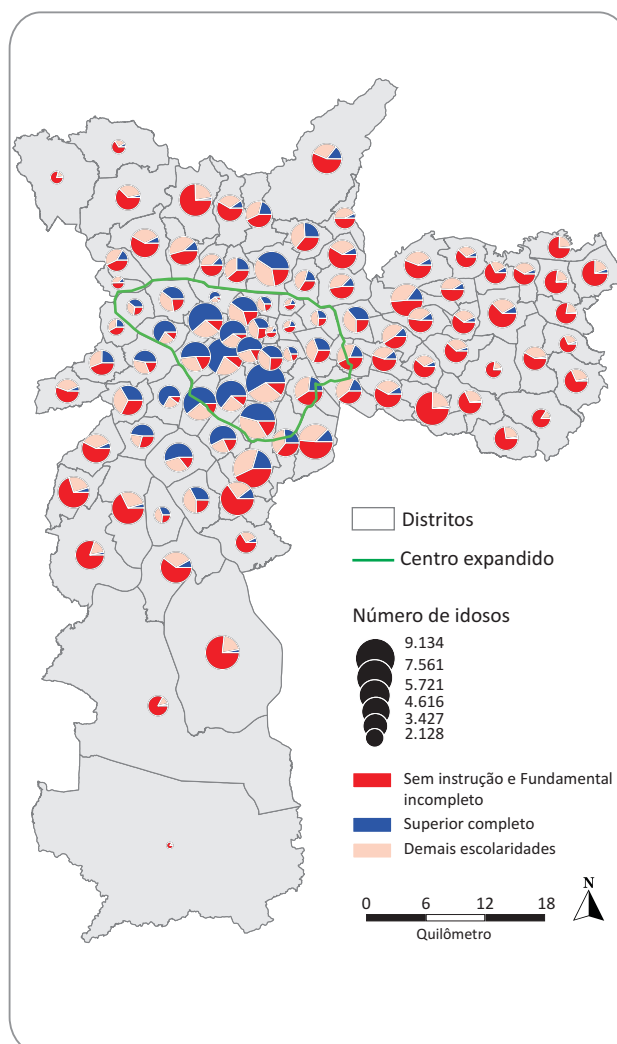 Distritos
Centro expandido
Número de idosos
9.134
7.561
5.721
4.616
3.427
2.128
Sem instrução e Fundamental
incompleto
Superior completo
Demais escolaridades
N
0 6 12 18
Quilômetro